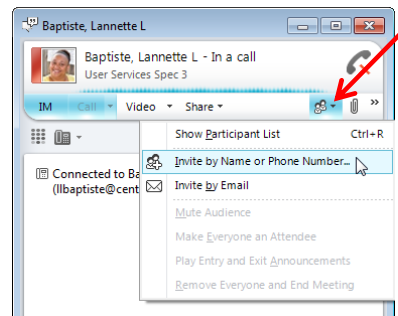 Baptiste, Lannette L
Baptiste, Lannette L - In a call
User Services Spec 3
IM Call Video Share »
Show Participant List Ctrl+R
Invite by Name or Phone Number...
Connected to Ba
Invite by Email
(llbaptiste@cent
Mute Audience
Make Everyone an Attendee
Play Entry and Exit Announcements
Remove Everyone and End Meeting